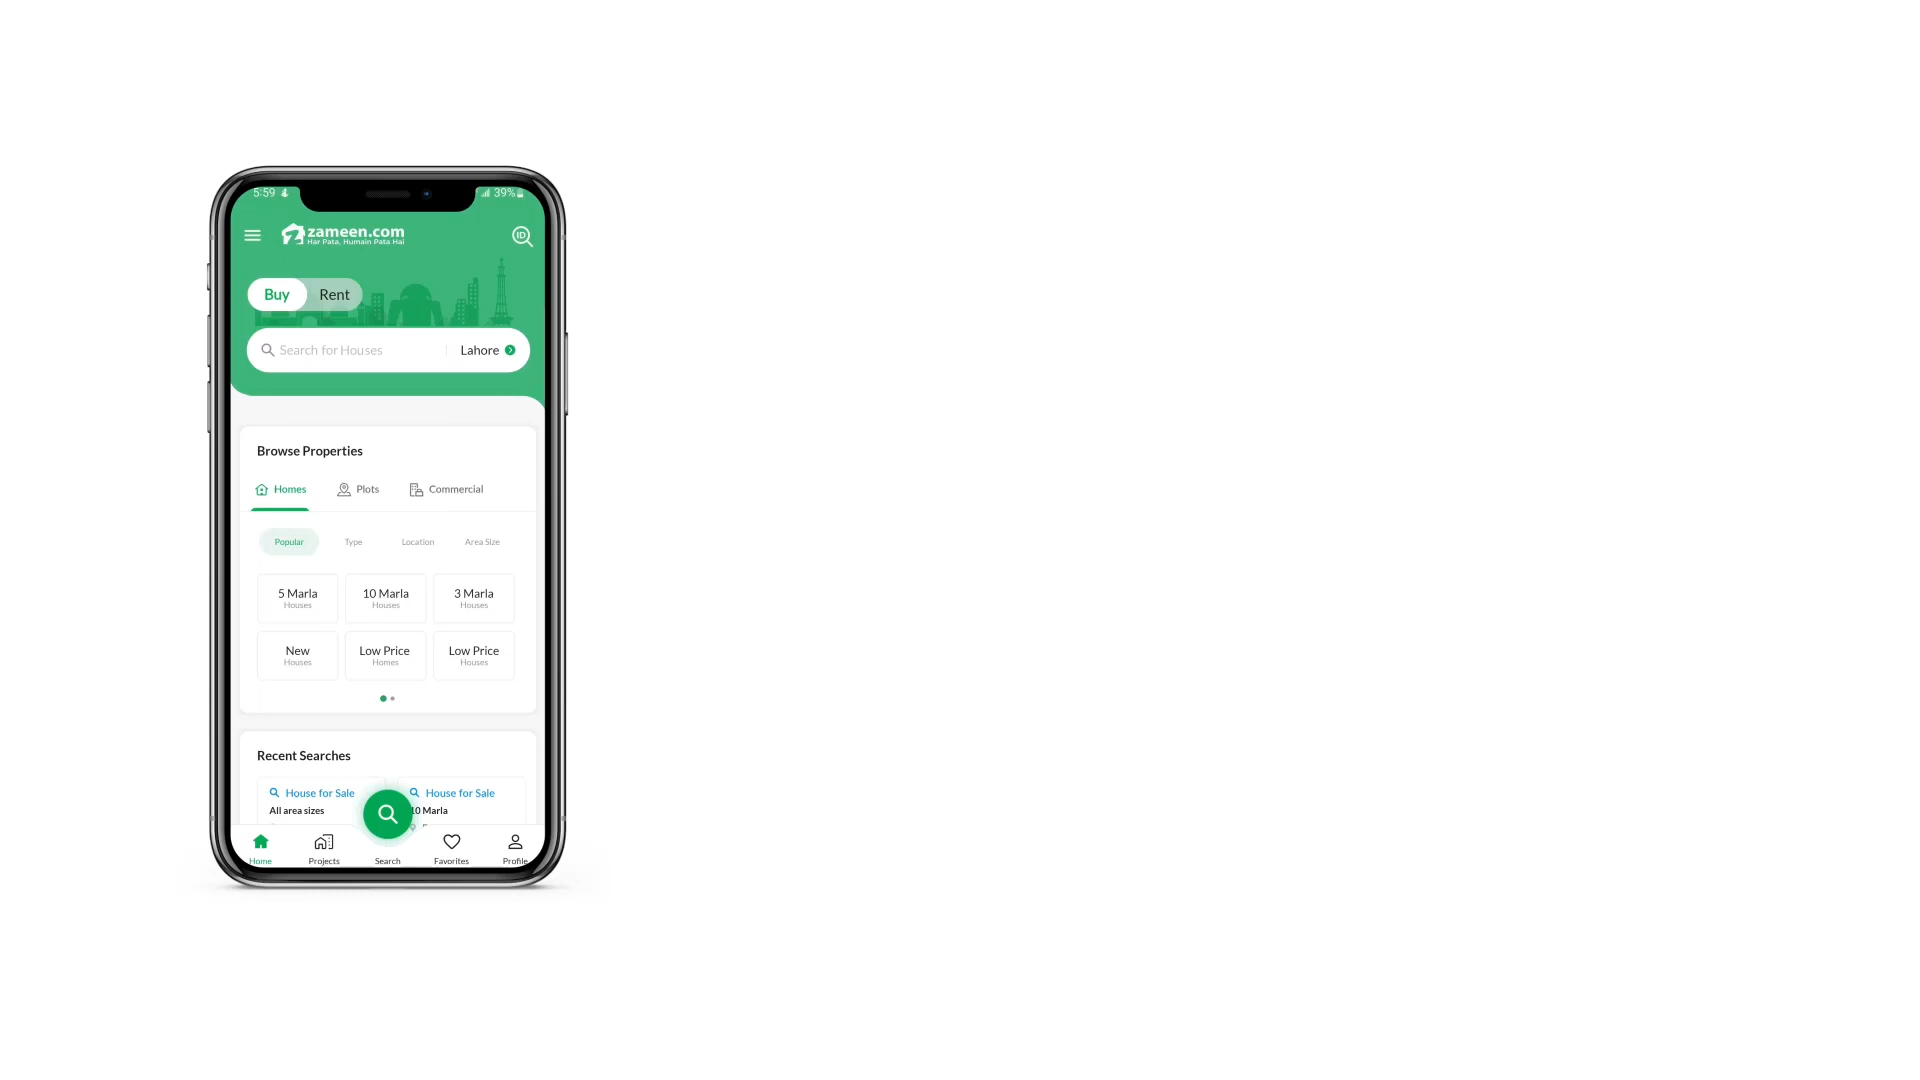 5:59 39%
zameen.com
Har Pata, Humain Pata Hai
ID
Buy Rent
Search for Houses Lahore
Browse Properties
Homes Plots Commercial
Popular Type Location Area Size
5 Marla 10 Marla 3 Marla
Houses Houses Houses
New Low Price Low Price
Houses Homes Houses
Recent Searches
House for Sale House for Sale
All area sizes 10 Marla
Home Projects Search Favorites Profile